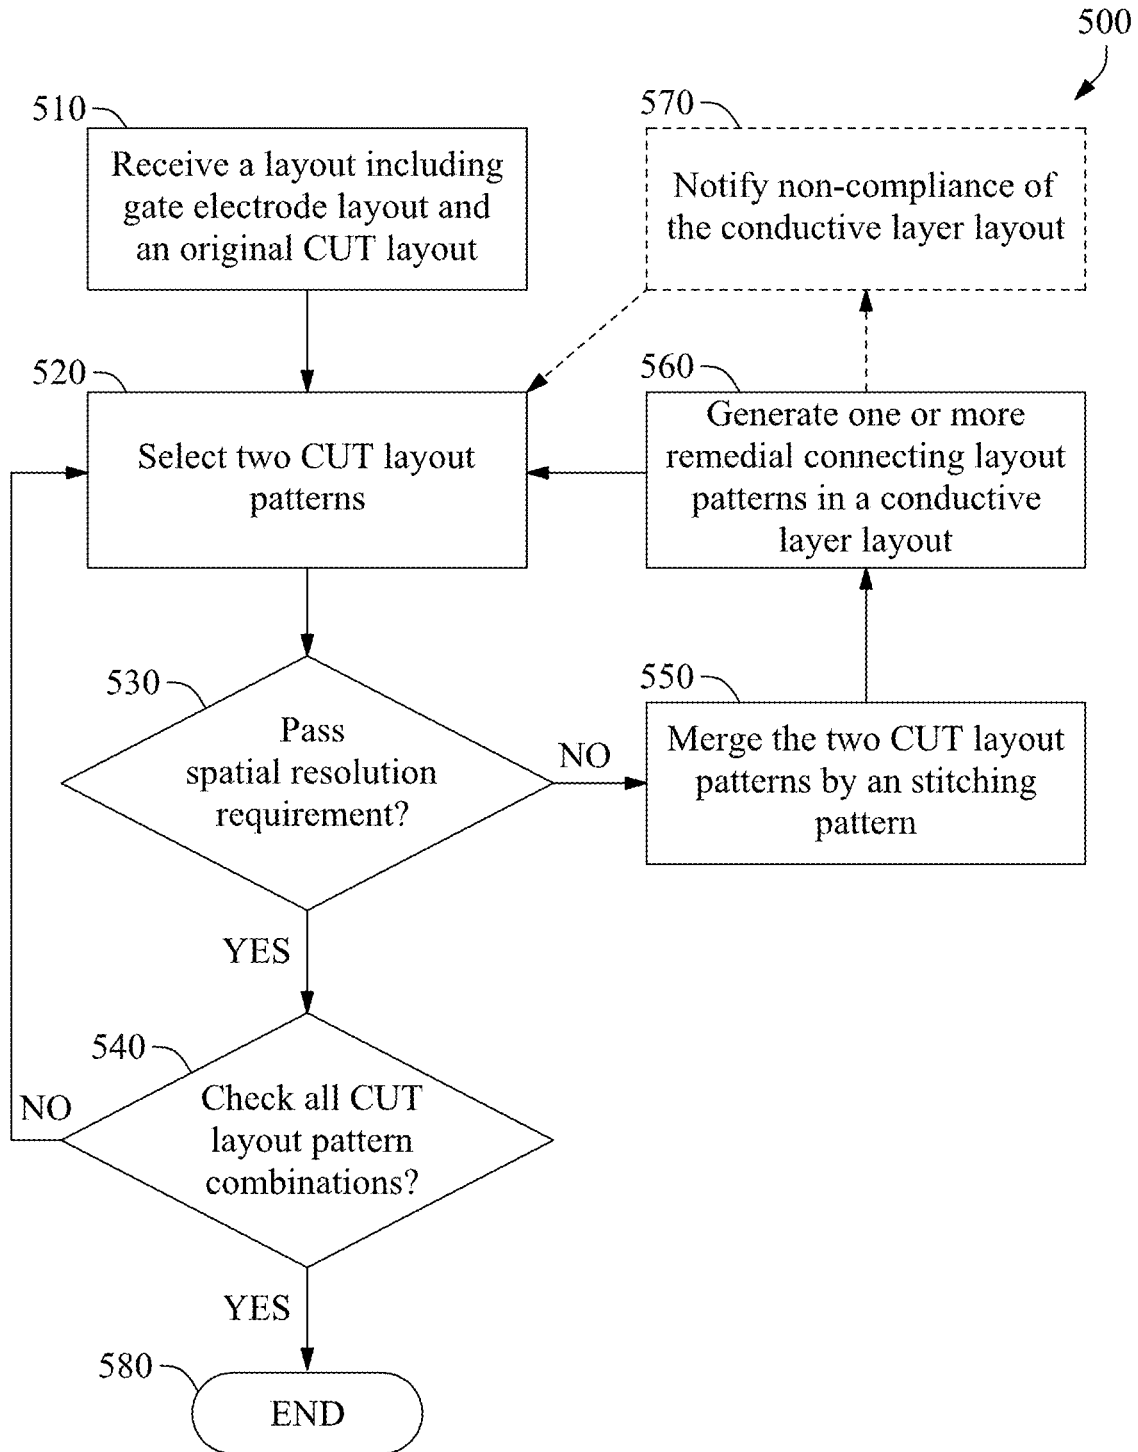 500
510
Receive a layout including
gate electrode layout and
an original CUT layout
570
Notify non-compliance of
the conductive layer layout
520
Select two CUT layout
patterns
560
Generate one or more
remedial connecting layout
patterns in a conductive
layer layout
530
Pass
spatial resolution
requirement?
NO
550
Merge the two CUT layout
patterns by an stitching
pattern
YES
540
Check all CUT
layout pattern
combinations?
NO
YES
580
END